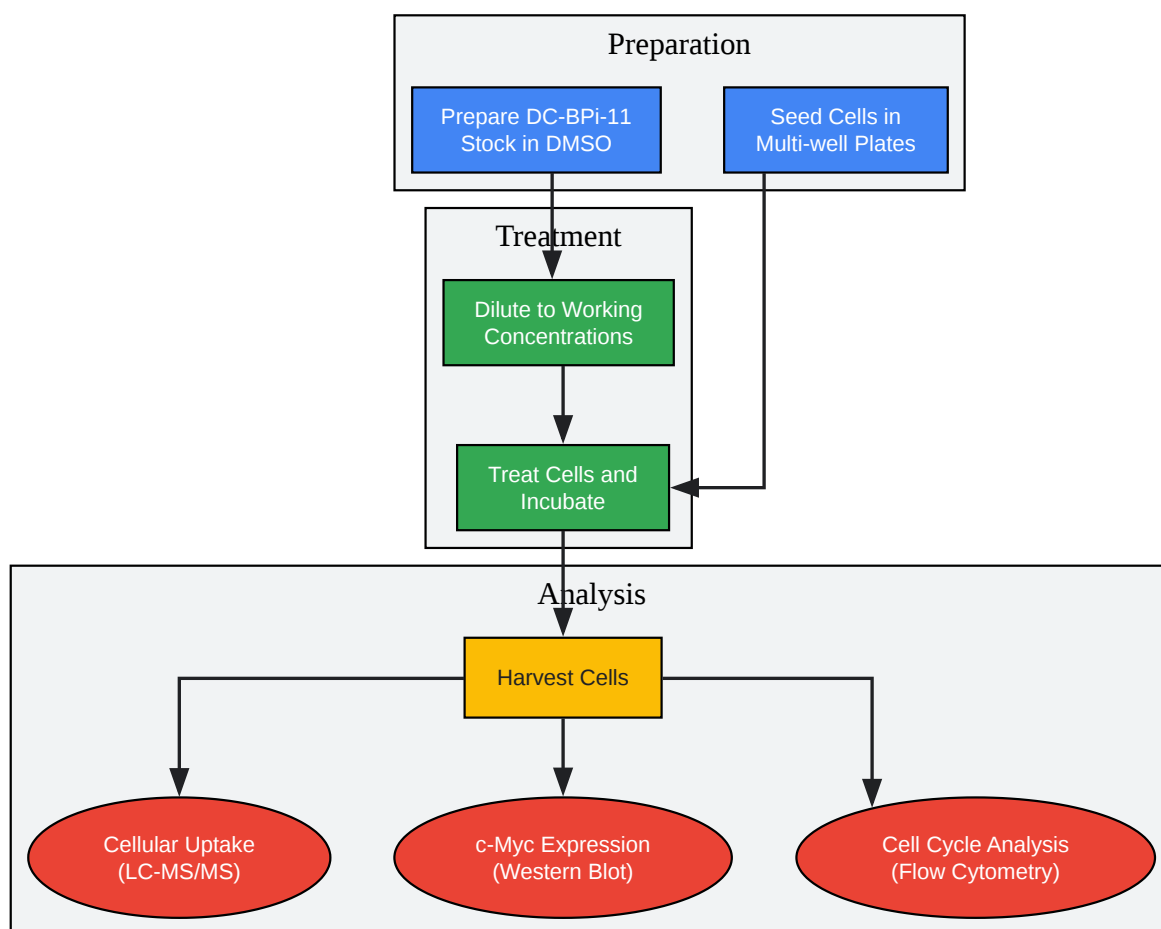 Preparation
Prepare DC-BPi-11
Stock in DMSO
Seed Cells in
Multi-well Plates
Treatment
Dilute to Working
Concentrations
Treat Cells and
Incubate
Analysis
Harvest Cells
Cellular Uptake
(LC-MS/MS)
c-Myc Expression
(Western Blot)
Cell Cycle Analysis
(Flow Cytometry)